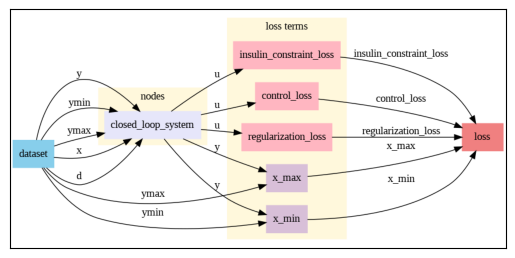 loss terms
insulin_constraint_loss
insulin_constraint_loss
y
nodes
u
control_loss
control_loss
ymin
u
closed_loop_system
ymax
u
regularization_loss
regularization_loss
loss
dataset
x
y
x_max
d
x_max
ymax
y
x_min
ymin
x_min